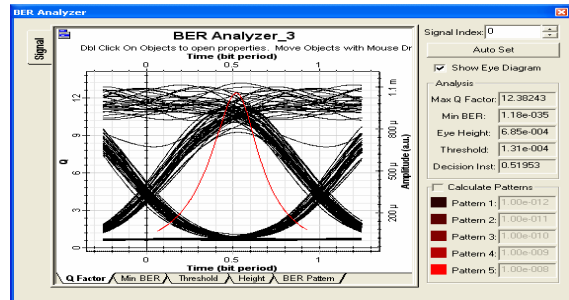 BER Analyzer
Signal
BER Analyzer_3
Dbl Click On Objects to open properties. Move Objects with Mouse Dr
Time (bit period)
0 0.5 1
Q
12
9
6
3
0
1.1 m
800 µ
500 µ
200 µ
Amplitude (a.u.)
0 0.5 1
Time (bit period)
Q Factor Min BER Threshold Height BER Pattern
Signal Index: 0
Auto Set
Show Eye Diagram
Analysis
Max Q Factor: 12.38243
Min BER: 1.18e-035
Eye Height: 6.85e-004
Threshold: 1.31e-004
Decision Inst: 0.51953
Calculate Patterns
Pattern 1: 1.00e-012
Pattern 2: 1.00e-011
Pattern 3: 1.00e-010
Pattern 4: 1.00e-009
Pattern 5: 1.00e-008